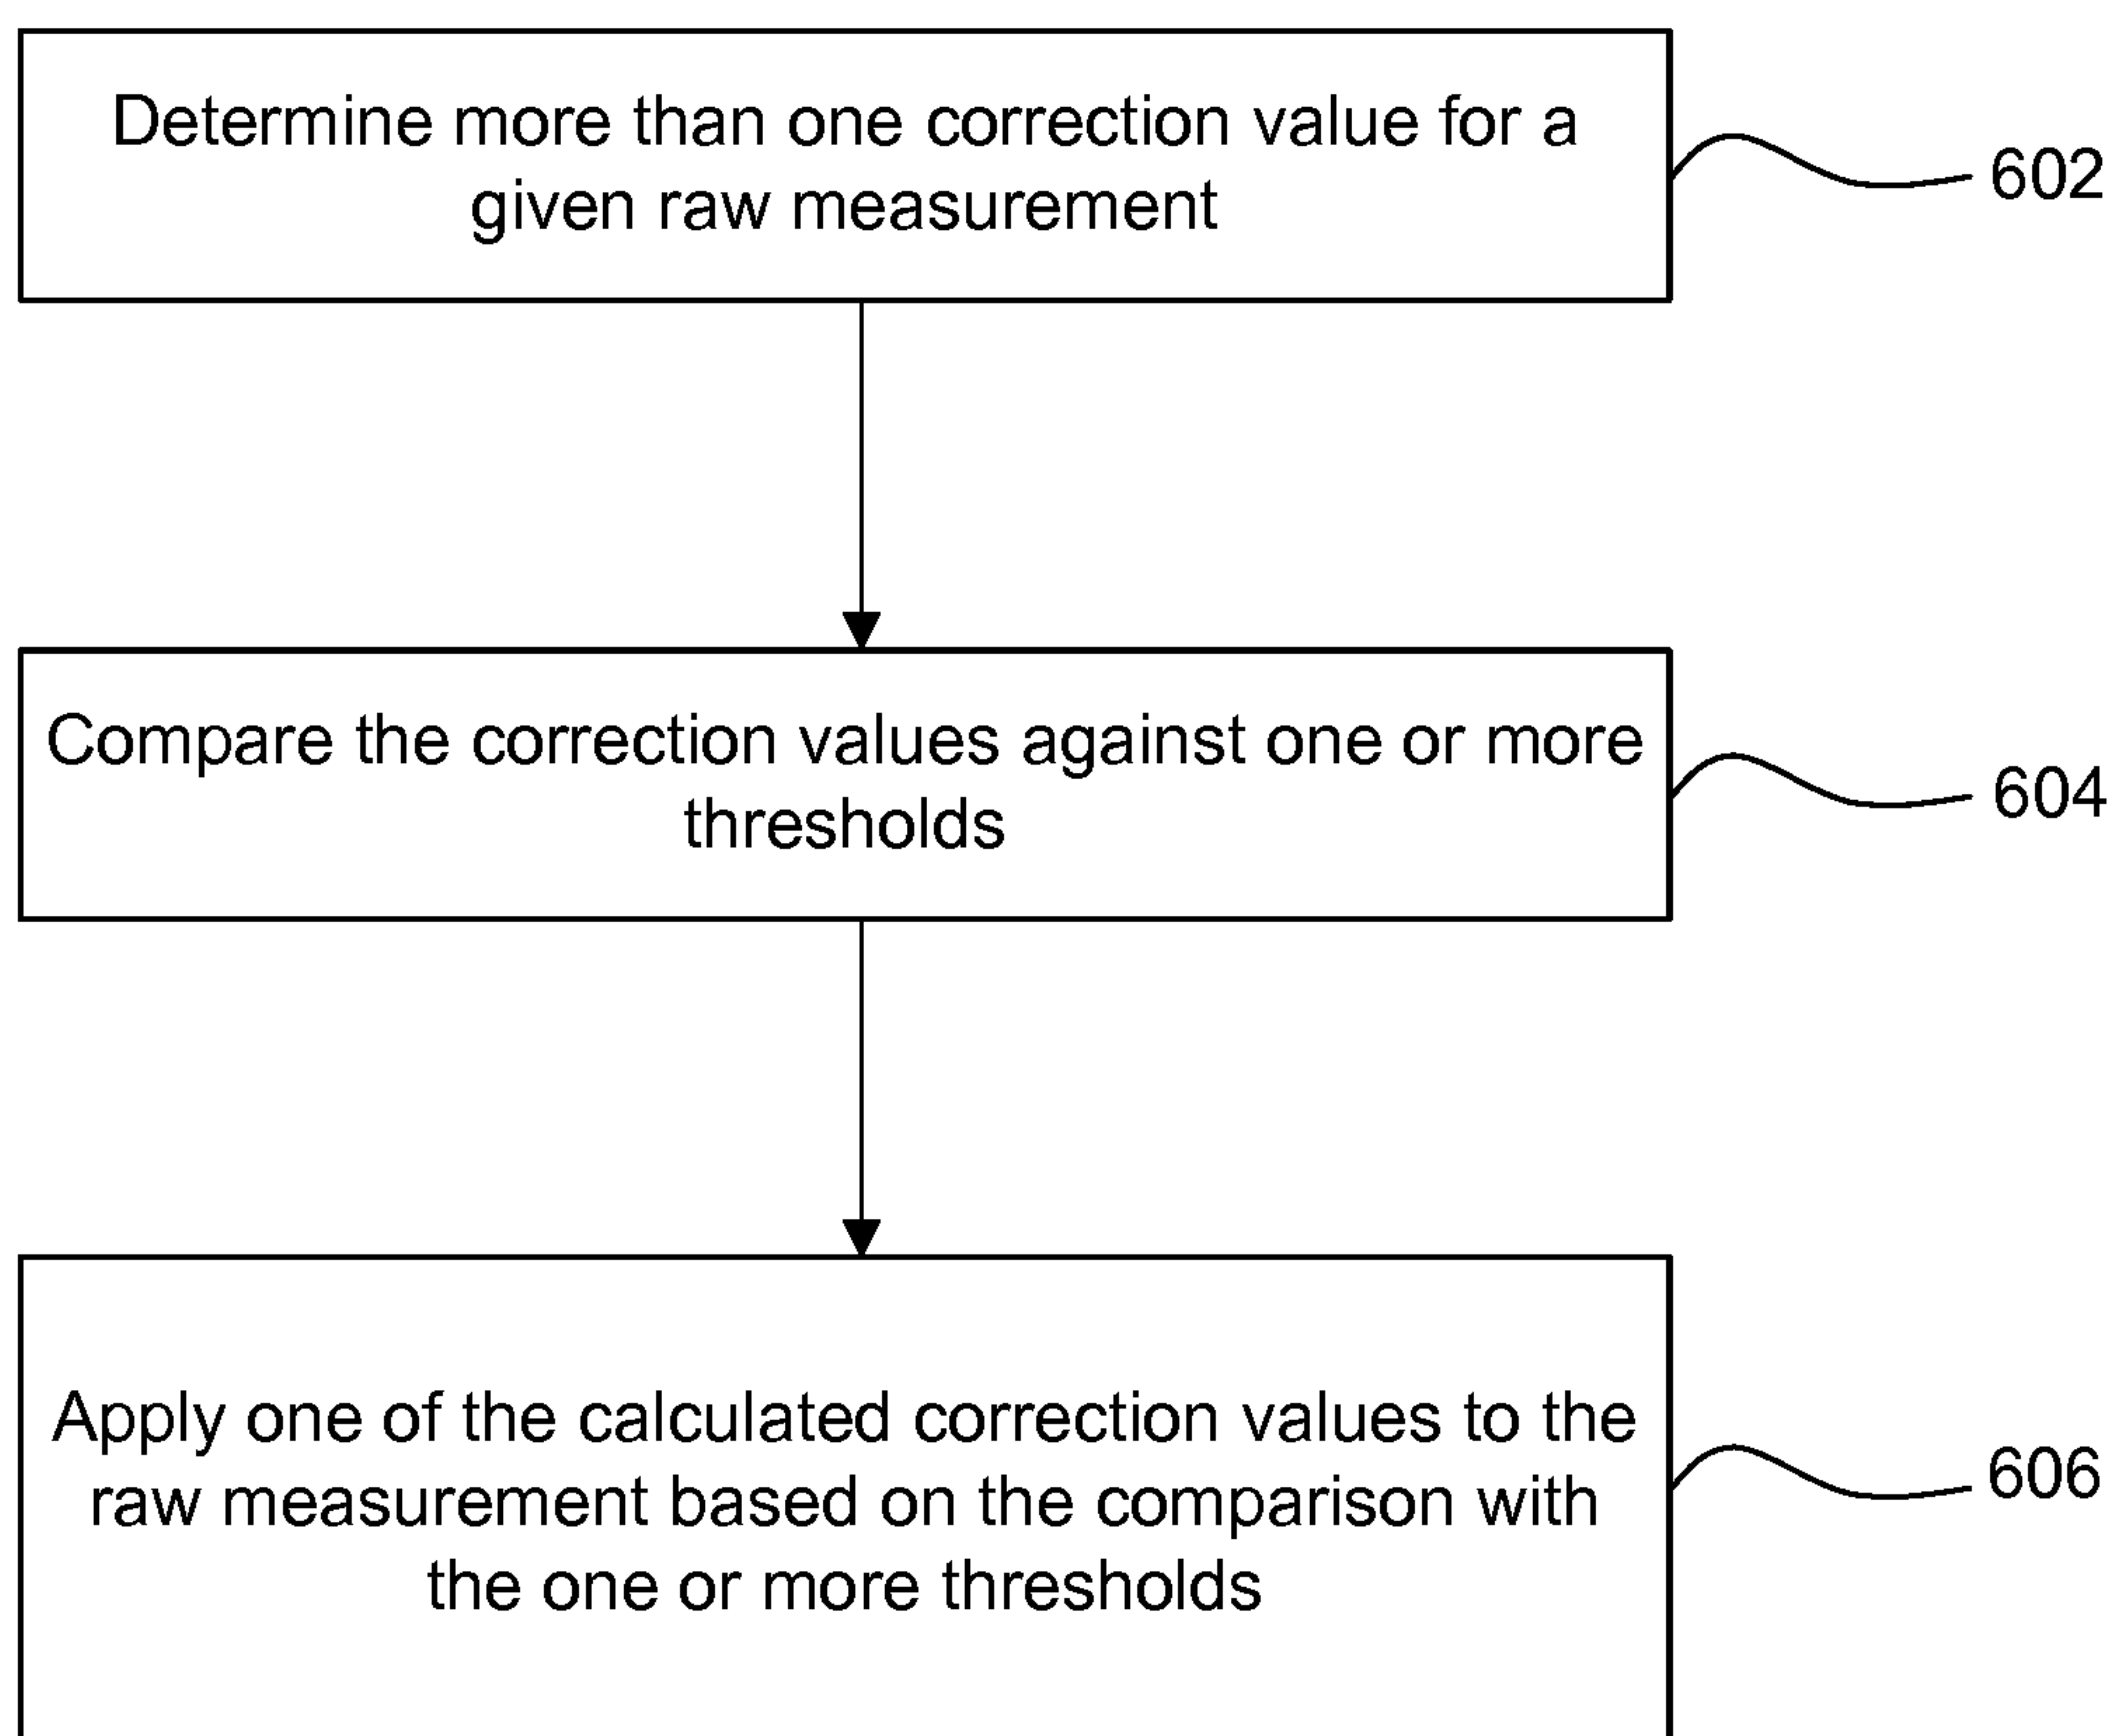 Determine more than one correction value for a
given raw measurement
602
Compare the correction values against one or more
thresholds
604
Apply one of the calculated correction values to the
raw measurement based on the comparison with
the one or more thresholds
606